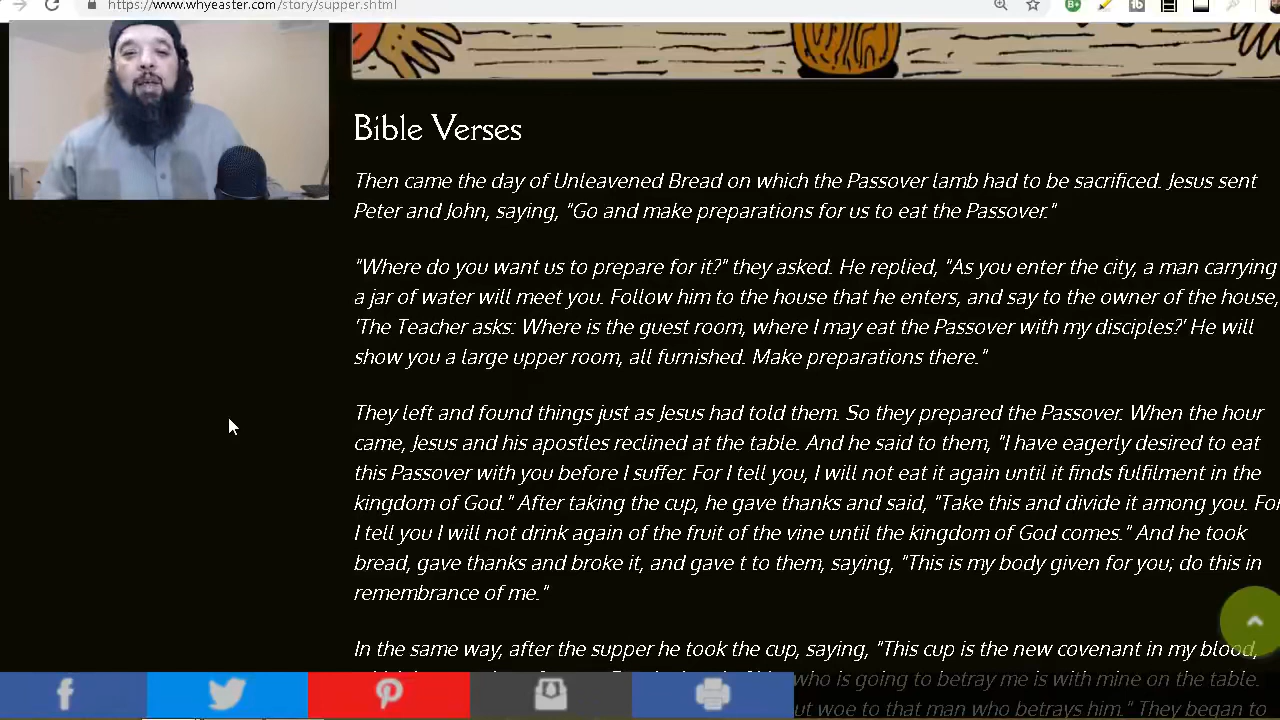 https://www.whyeaster.com/story/supper.shtml
Bible Verses
Then came the day of Unleavened Bread on which the Passover lamb had to be sacrificed. Jesus sent
Peter and John, saying, "Go and make preparations for us to eat the Passover."
"Where do you want us to prepare for it?" they asked. He replied, "As you enter the city, a man carrying
a jar of water will meet you. Follow him to the house that he enters, and say to the owner of the house,
'The Teacher asks: Where is the guest room, where I may eat the Passover with my disciples?' He will
show you a large upper room, all furnished. Make preparations there."
They left and found things just as Jesus had told them. So they prepared the Passover. When the hour
came, Jesus and his apostles reclined at the table. And he said to them, "I have eagerly desired to eat
this Passover with you before I suffer. For I tell you, I will not eat it again until it finds fulfilment in the
kingdom of God." After taking the cup, he gave thanks and said, "Take this and divide it among you. For
I tell you I will not drink again of the fruit of the vine until the kingdom of God comes." And he took
bread, gave thanks and broke it, and gave t to them, saying, "This is my body given for you; do this in
remembrance of me."
In the same way, after the supper he took the cup, saying, "This cup is the new covenant in my blood,
who is going to betray me is with mine on the table.
ut woe to that man who betrays him." They began to